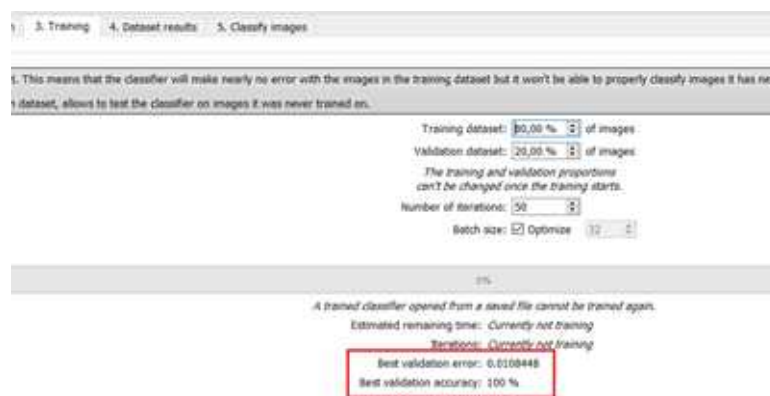 3. Training 4. Dataset results 5. Classify images
. This means that the classifier will make nearly no error with the images in the training dataset but it won't be able to properly classify images it has ne
dataset, allows to test the classifier on images it was never trained on.
Training dataset: 80,00 % of images
Validation dataset: 20,00 % of images
The training and validation proportions
can't be changed once the training starts.
Number of iterations: 50
Batch size: Optimize 32
0%
A trained classifier opened from a saved file cannot be trained again.
Estimated remaining time: Currently not training
Iterations: Currently not training
Best validation error: 0.0108448
Best validation accuracy: 100 %